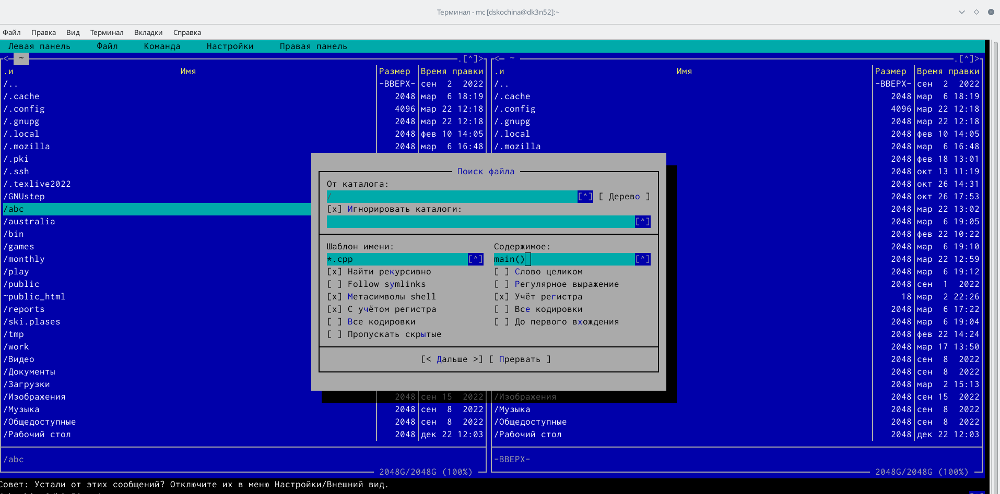 Терминал - mc [dskochina@dk3n52]:~
Файл Правка Вид Терминал Вкладки Справка
Левая панель Файл Команда Настройки Правая панель
<─ ~ .[^]> <─ ~ .[^]>
.и Имя Размер Время правки .и Имя Размер Время правки
/.. -ВВЕРХ- сен 2 2022 /.. -ВВЕРХ- сен 2 2022
/.cache 2048 мар 6 18:19 /.cache 2048 мар 6 18:19
/.config 4096 мар 22 12:18 /.config 4096 мар 22 12:18
/.gnupg 2048 мар 22 12:18 /.gnupg 2048 мар 22 12:18
/.local 2048 фев 10 14:05 /.local 2048 фев 10 14:05
/.mozilla 2048 мар 6 16:48 /.mozilla 2048 мар 6 16:48
/.pki 2048 фев 18 13:01
/.ssh Поиск файла 2048 окт 13 11:19
/.texlive2022 От каталога: 2048 окт 26 14:31
/GNUstep / [^] [ Дерево ] 2048 окт 26 17:53
/abc [x] Игнорировать каталоги: 2048 мар 22 13:02
/australia [^] 2048 мар 6 19:05
/bin 2048 фев 22 10:22
/games Шаблон имени: Содержимое: 2048 мар 6 19:10
/monthly *.cpp [^] main() [^] 2048 мар 22 12:59
/play [x] Найти рекурсивно [ ] Слово целиком 2048 мар 6 19:12
/public [ ] Follow symlinks [ ] Регулярное выражение 2048 сен 1 2022
~public_html [x] Метасимволы shell [x] Учёт регистра 18 мар 2 22:26
/reports [x] С учётом регистра [ ] Все кодировки 2048 мар 6 17:22
/ski.plases [ ] Все кодировки [ ] До первого вхождения 2048 мар 6 19:04
/tmp [ ] Пропускать скрытые 2048 фев 22 14:24
/work 2048 мар 17 13:50
/Видео [< Дальше >] [ Прервать ] 2048 сен 8 2022
/Документы 2048 сен 8 2022
/Загрузки 2048 мар 2 15:13
/Изображения 2048 сен 15 2022 /Изображения 2048 сен 15 2022
/Музыка 2048 сен 8 2022 /Музыка 2048 сен 8 2022
/Общедоступные 2048 сен 8 2022 /Общедоступные 2048 сен 8 2022
/Рабочий стол 2048 дек 22 12:03 /Рабочий стол 2048 дек 22 12:03
/abc -ВВЕРХ-
2048G/2048G (100%) 2048G/2048G (100%)
Совет: Устали от этих сообщений? Отключите их в меню Настройки/Внешний вид.